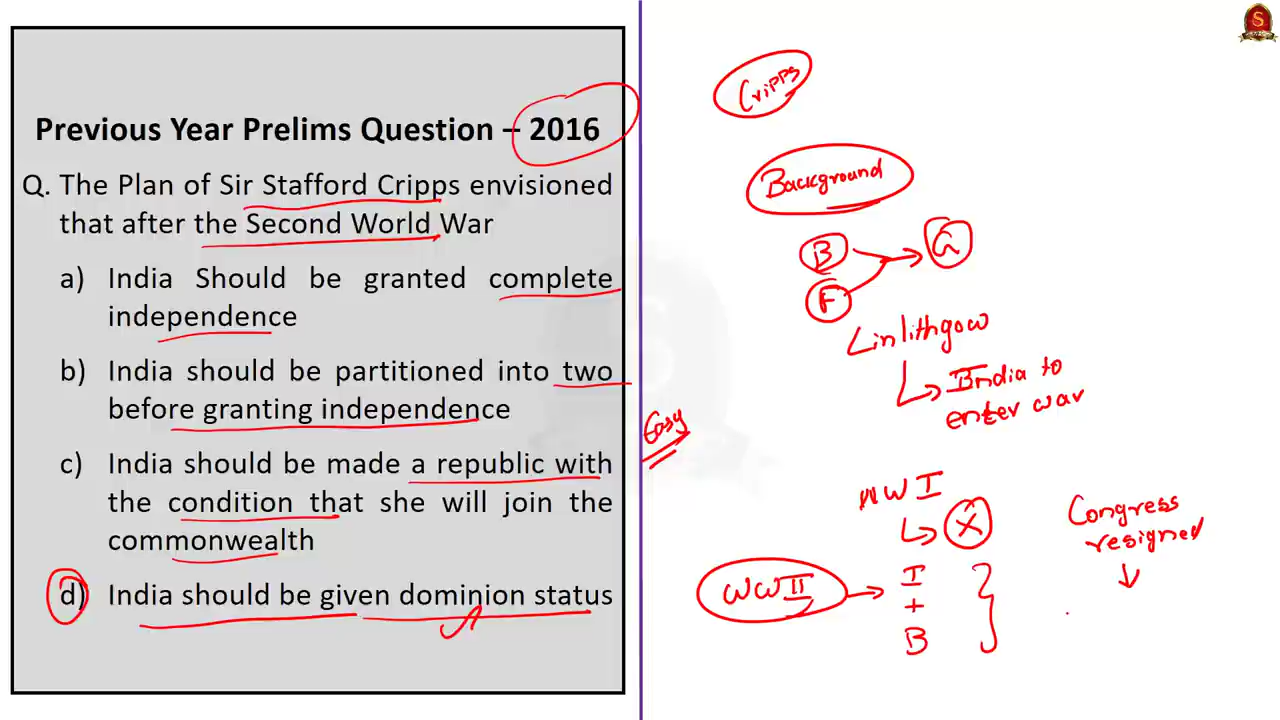 Previous Year Prelims Question – 2016
Q. The Plan of Sir Stafford Cripps envisioned
that after the Second World War
a) India Should be granted complete
independence
b) India should be partitioned into two
before granting independence
c) India should be made a republic with
the condition that she will join the
commonwealth
d) India should be given dominion status
Easy
Cripps
Background
B
F
G
Linlithgow
India to
enter war
WWI
X
WWII
I
+
B
Congress
resigned